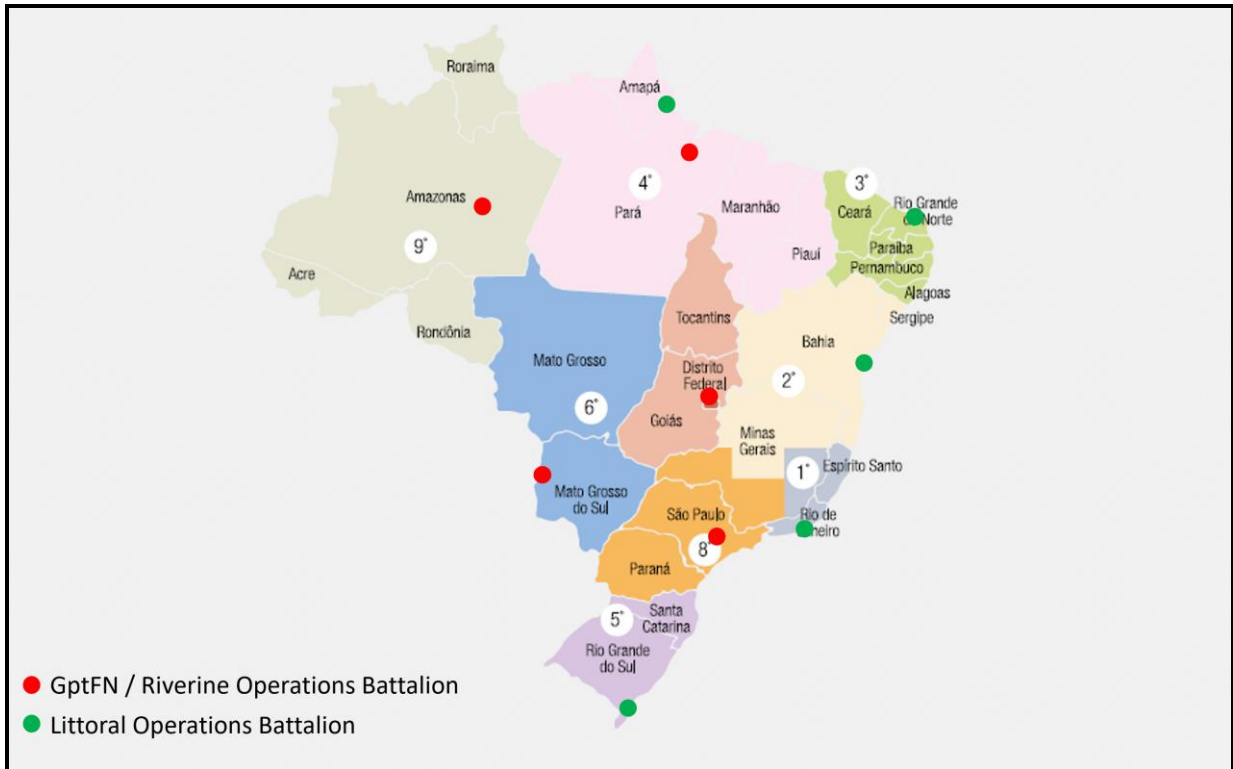 Roraima
Amapá
4°
3°
Amazonas
Pará
Maranhão
Ceará
Rio Grande
do Norte
9°
Piauí
Paraíba
Pernambuco
Acre
Alagoas
Tocantins
Sergipe
Rondônia
Bahia
Mato Grosso
Distrito
Federal
2°
6°
Goiás
Minas
Gerais
1°
Espírito Santo
Mato Grosso
do Sul
São Paulo
Rio de
8°
Paraná
5°
Santa
Catarina
Rio Grande
do Sul
GptFN / Riverine Operations Battalion
Littoral Operations Battalion